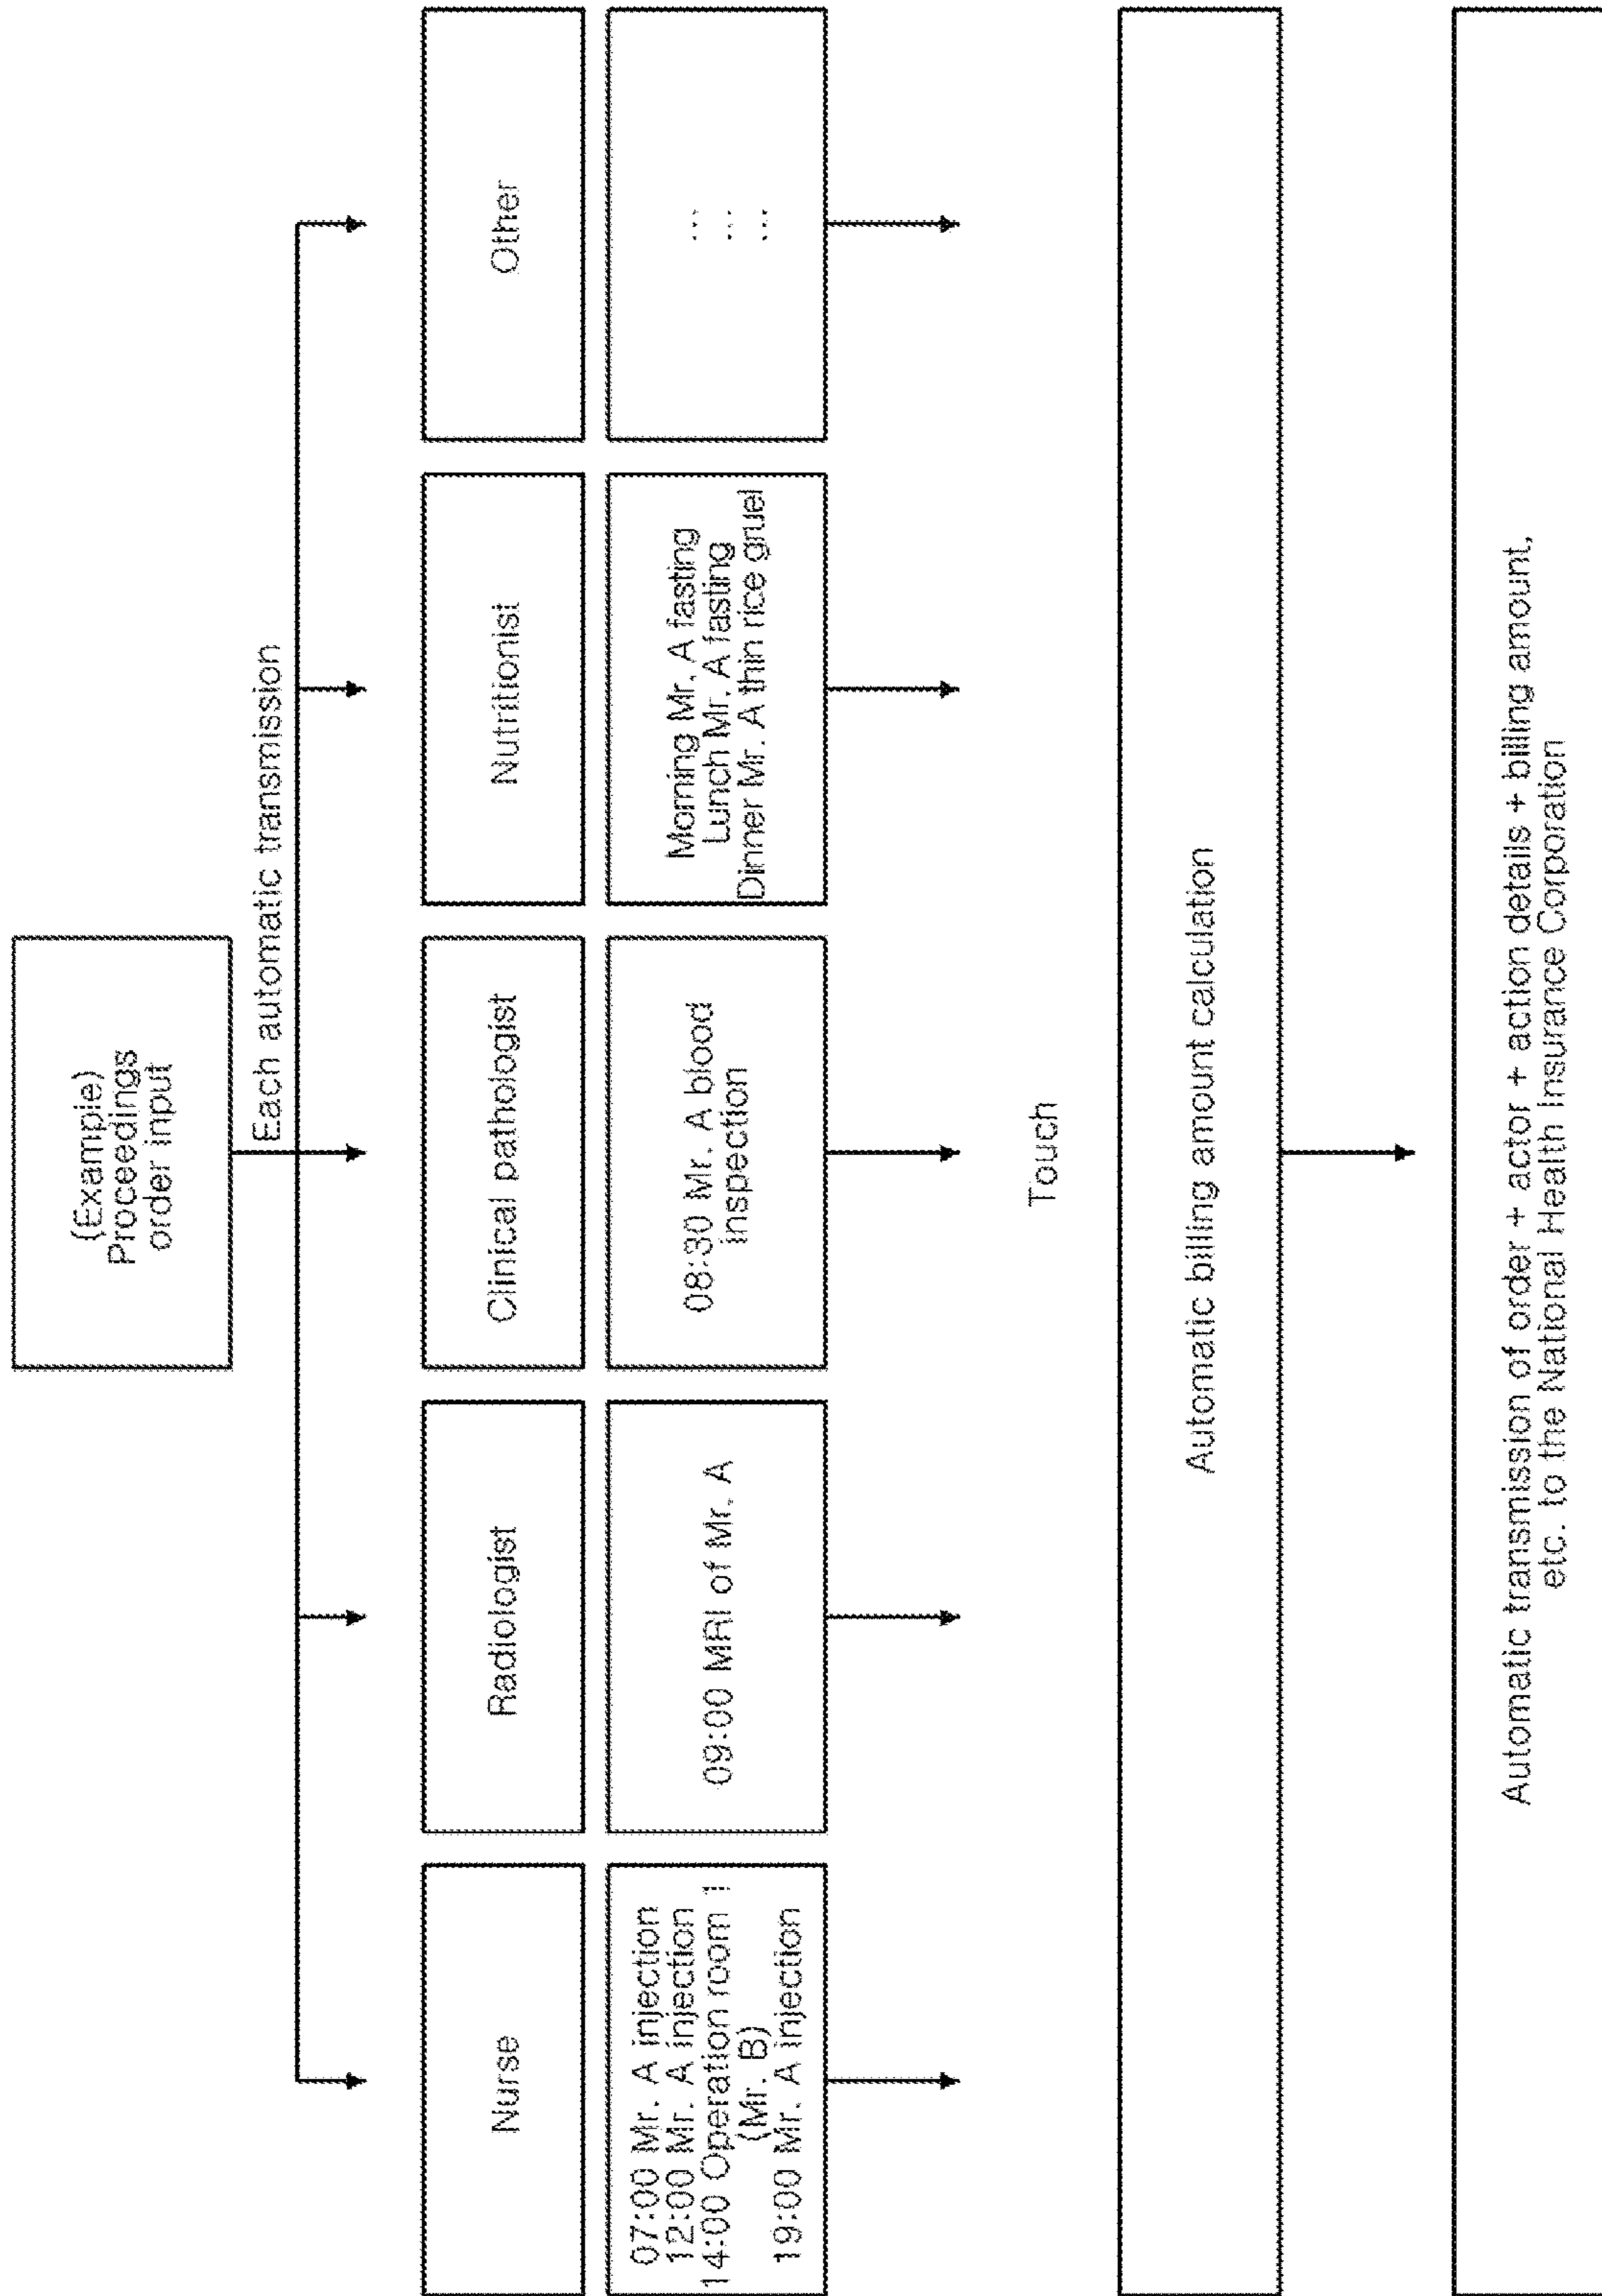 (Example)
Proceedings
order input
Each automatic transmission
Nurse
Radiologist
Clinical pathologist
Nutritionist
Other
07:00 Mr. A injection
12:00 Mr. A injection
14:00 Operation room 1
(Mr. B)
19:00 Mr. A injection
09:00 MRI of Mr. A
08:30 Mr. A blood
inspection
Morning Mr. A fasting
Lunch Mr. A fasting
Dinner Mr. A thin rice gruel
...
...
...
Touch
Automatic billing amount calculation
Automatic transmission of order + actor + action details + billing amount,
etc. to the National Health Insurance Corporation